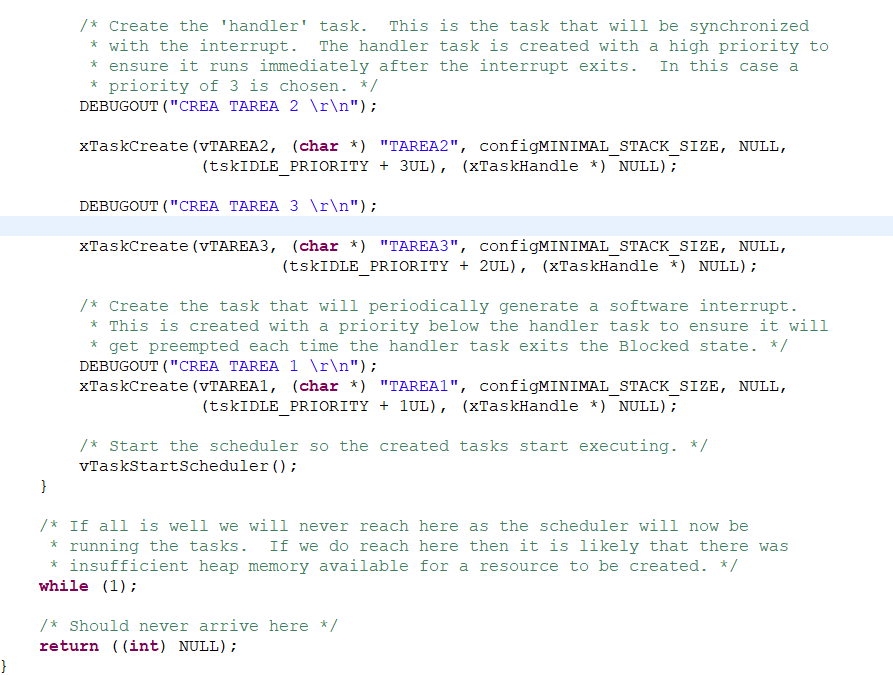 /* Create the 'handler' task.  This is the task that will be synchronized
 * with the interrupt.  The handler task is created with a high priority to
 * ensure it runs immediately after the interrupt exits.  In this case a
 * priority of 3 is chosen. */
DEBUGOUT("CREA TAREA 2 \r\n");
xTaskCreate(vTAREA2, (char *) "TAREA2", configMINIMAL_STACK_SIZE, NULL,
            (tskIDLE_PRIORITY + 3UL), (xTaskHandle *) NULL);
DEBUGOUT("CREA TAREA 3 \r\n");
xTaskCreate(vTAREA3, (char *) "TAREA3", configMINIMAL_STACK_SIZE, NULL,
                    (tskIDLE_PRIORITY + 2UL), (xTaskHandle *) NULL);
/* Create the task that will periodically generate a software interrupt.
 * This is created with a priority below the handler task to ensure it will
 * get preempted each time the handler task exits the Blocked state. */
DEBUGOUT("CREA TAREA 1 \r\n");
xTaskCreate(vTAREA1, (char *) "TAREA1", configMINIMAL_STACK_SIZE, NULL,
            (tskIDLE_PRIORITY + 1UL), (xTaskHandle *) NULL);
/* Start the scheduler so the created tasks start executing. */
vTaskStartScheduler();
}
/* If all is well we will never reach here as the scheduler will now be
 * running the tasks.  If we do reach here then it is likely that there was
 * insufficient heap memory available for a resource to be created. */
while (1);
/* Should never arrive here */
return ((int) NULL);
}